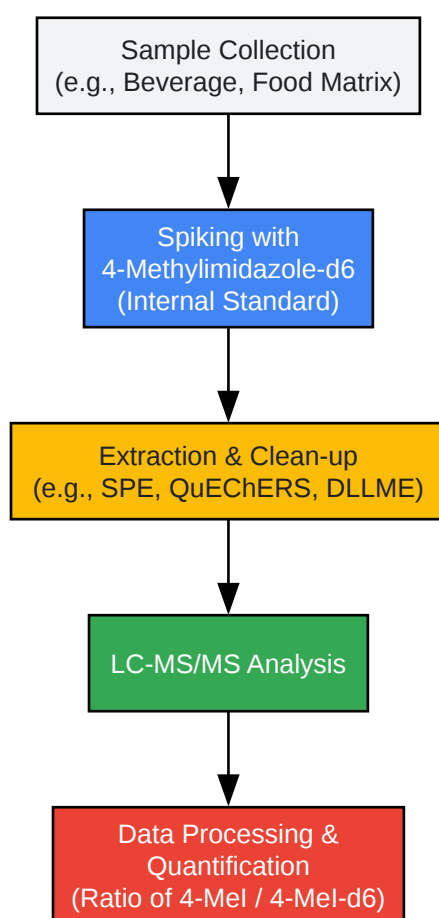 Sample Collection
(e.g., Beverage, Food Matrix)
Spiking with
4-Methylimidazole-d6
(Internal Standard)
Extraction & Clean-up
(e.g., SPE, QuEChERS, DLLME)
LC-MS/MS Analysis
Data Processing &
Quantification
(Ratio of 4-MeI / 4-MeI-d6)